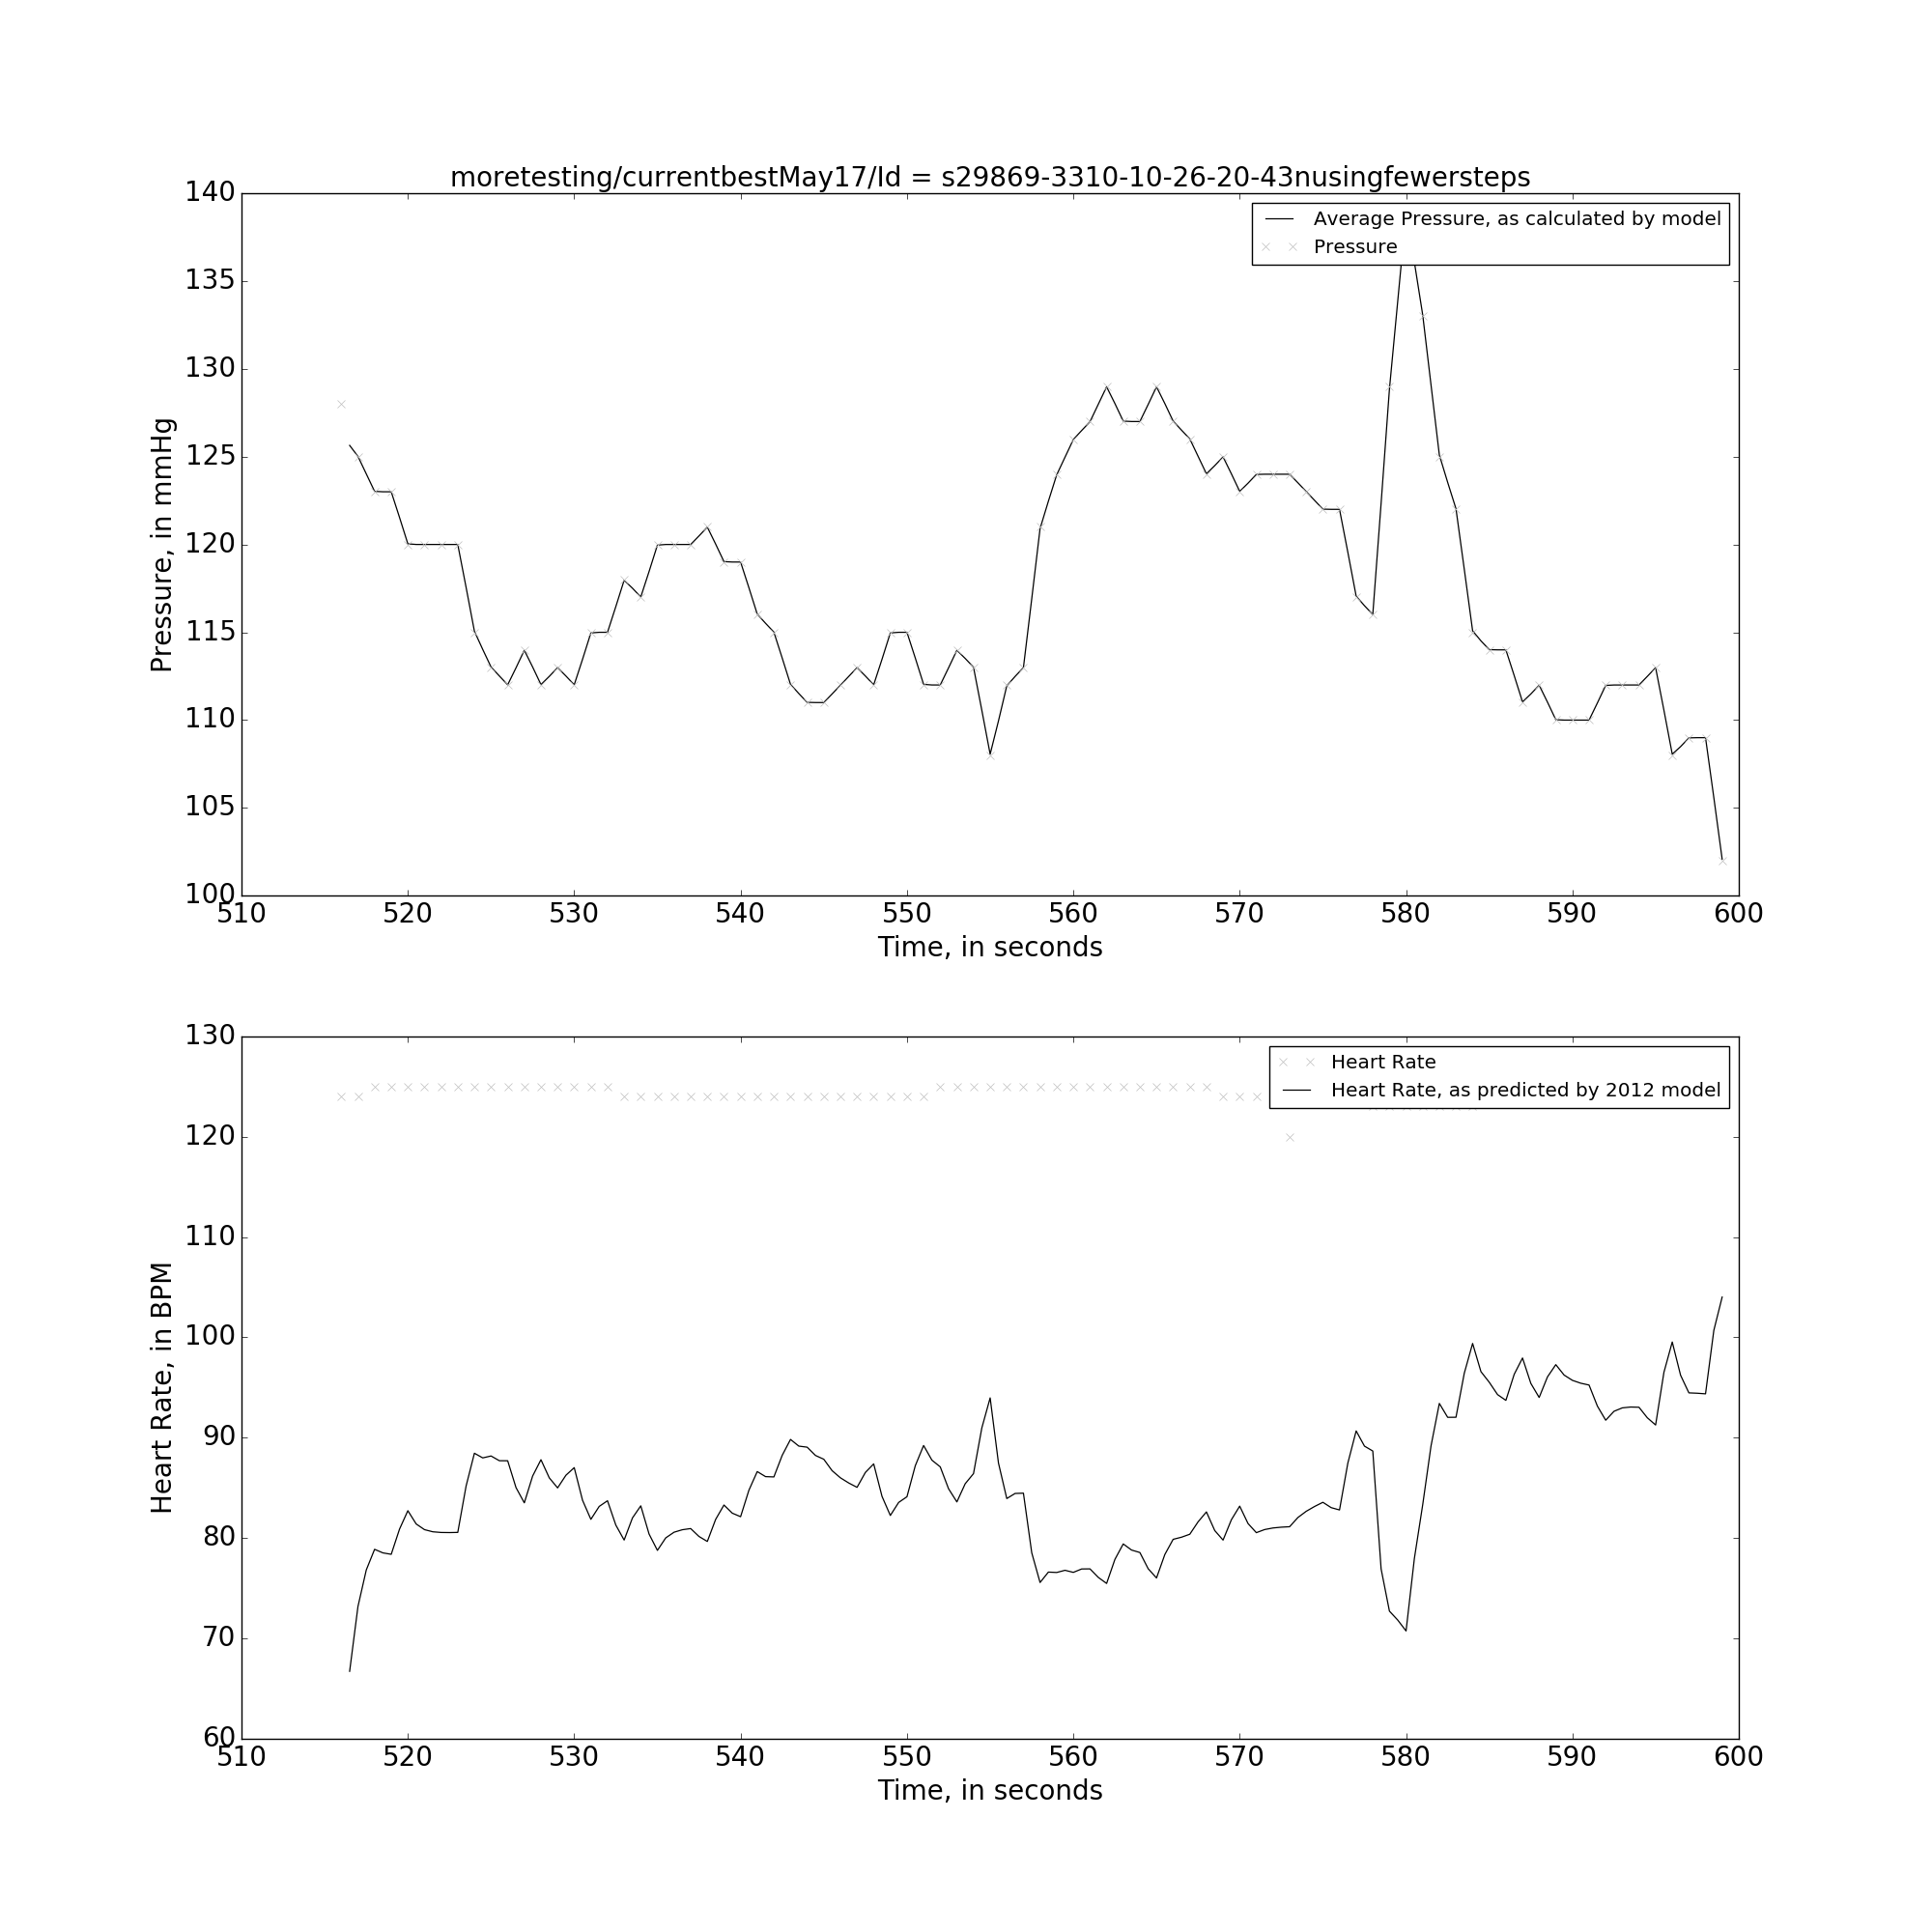 moretesting/currentbestMay17/Id = s29869-3310-10-26-20-43nusingfewersteps
140
135
130
125
120
115
110
105
100
Pressure, in mmHg
Average Pressure, as calculated by model
Pressure
510 520 530 540 550 560 570 580 590 600
Time, in seconds
130
120
110
100
90
80
70
60
Heart Rate, in BPM
Heart Rate
Heart Rate, as predicted by 2012 model
510 520 530 540 550 560 570 580 590 600
Time, in seconds